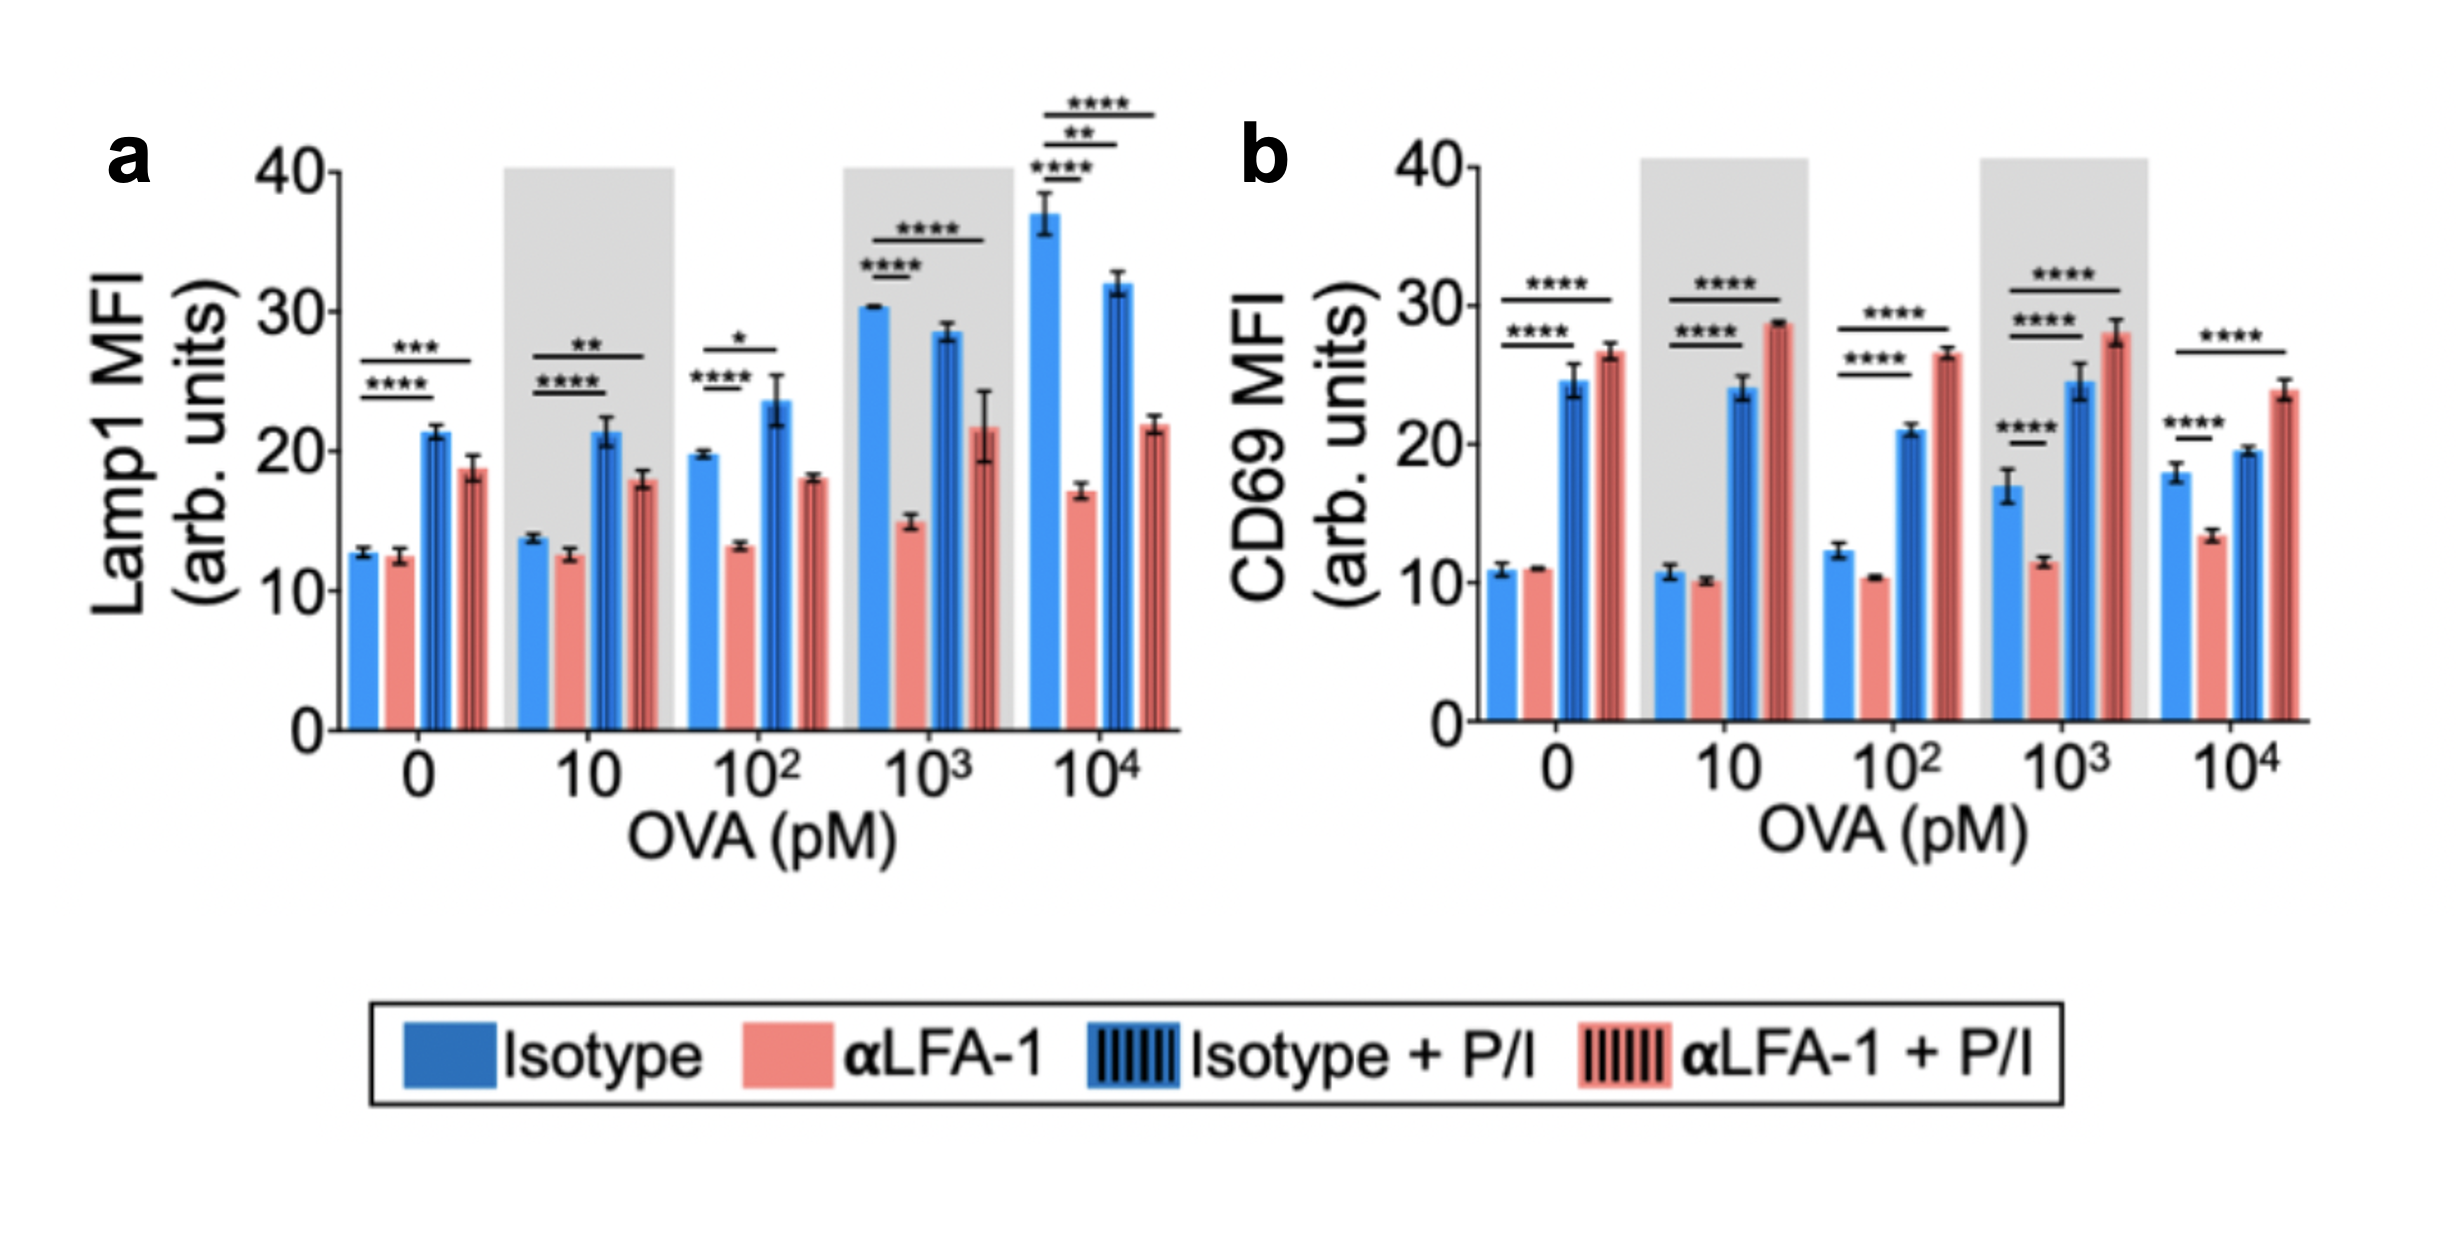 a
****
**
****
40
30
20
10
0
Lamp1 MFI
(arb. units)
***
****
**
****
*
****
****
****
0 10 10² 10³ 10⁴
OVA (pM)
b
40
30
20
10
0
CD69 MFI
(arb. units)
****
****
****
****
****
****
****
****
****
****
****
0 10 10² 10³ 10⁴
OVA (pM)
Isotype αLFA-1 Isotype + P/I αLFA-1 + P/I